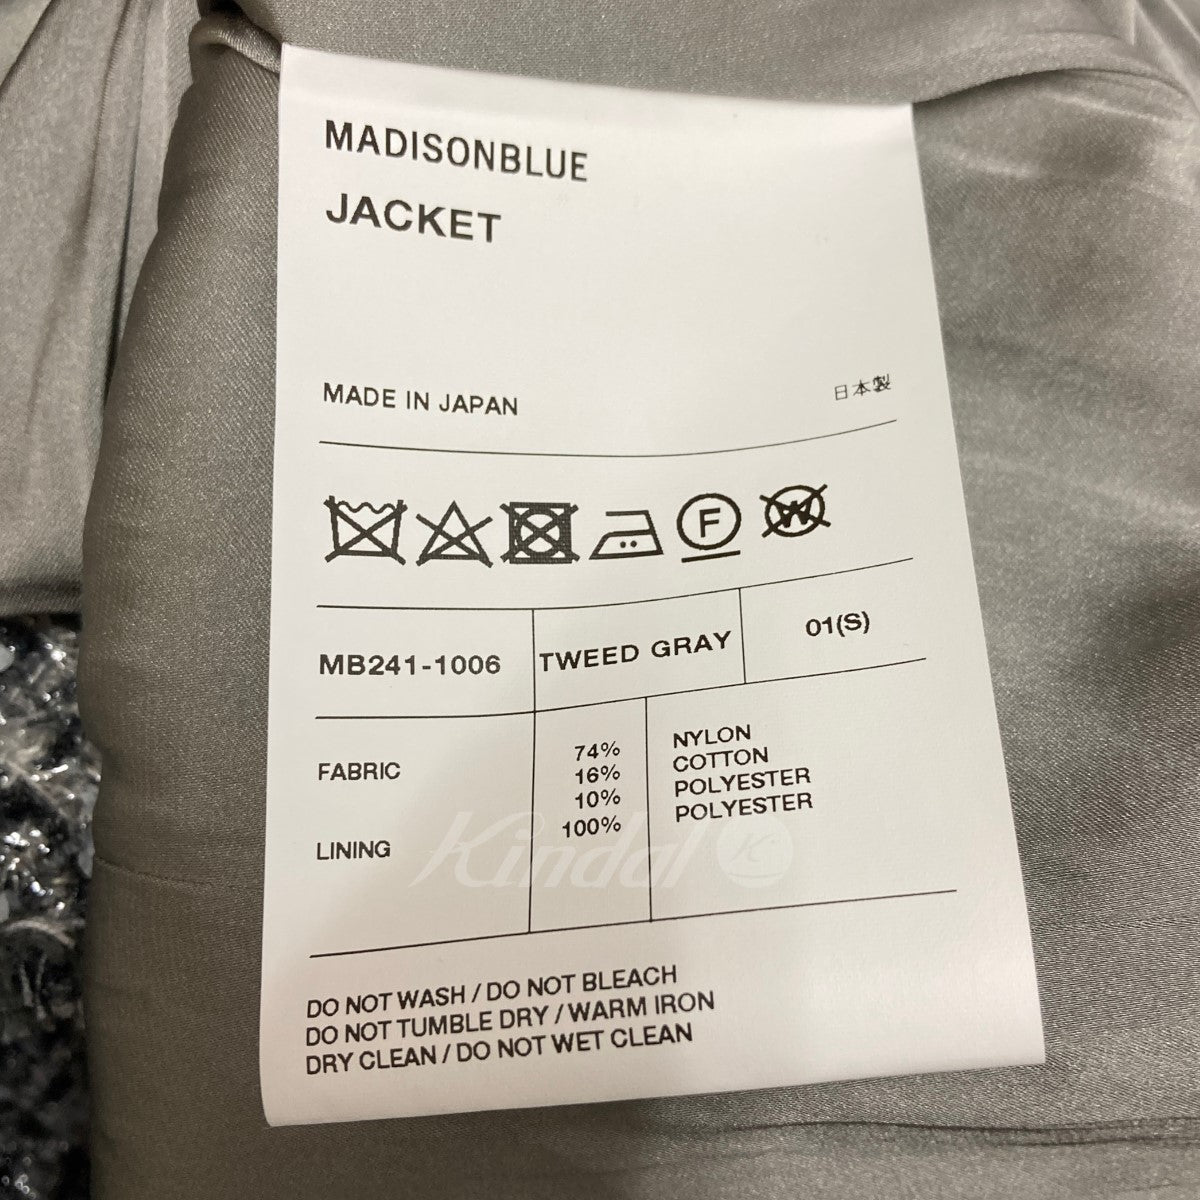 MADISONBLUE
JACKET
MADE IN JAPAN 日本製
F W
MB241-1006 TWEED GRAY 01(S)
FABRIC 74% NYLON
16% COTTON
10% POLYESTER
LINING 100% POLYESTER
Kindal K
DO NOT WASH / DO NOT BLEACH
DO NOT TUMBLE DRY / WARM IRON
DRY CLEAN / DO NOT WET CLEAN